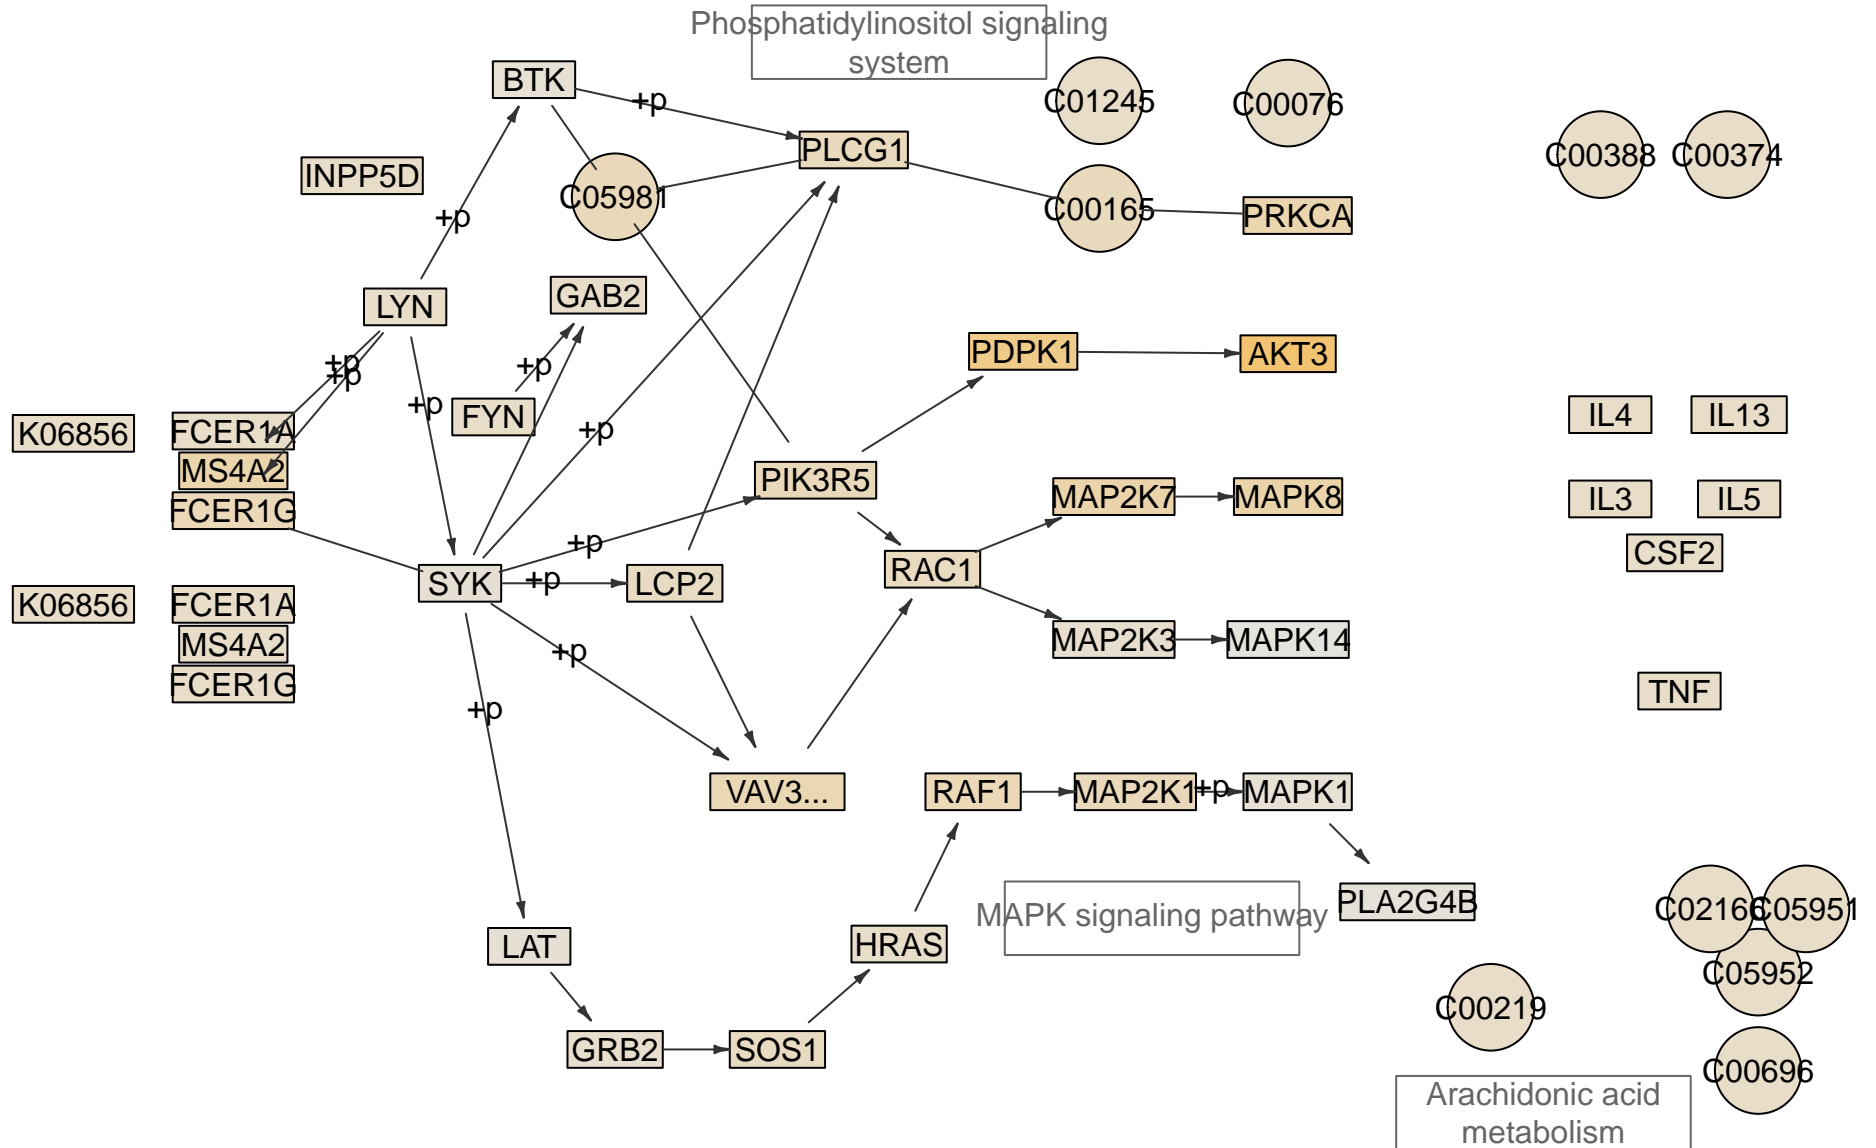 Phosphatidylinositol signaling
system
BTK
+p
C01245
C00076
PLCG1
C00388
C00374
INPP5D
C05981
C00165
PRKCA
+p
LYN
GAB2
PDPK1
AKT3
+p
+p
+p
+p
FYN
IL4
IL13
K06856
FCER1A
+p
MS4A2
PIK3R5
MAP2K7
MAPK8
IL3
IL5
FCER1G
+p
CSF2
RAC1
SYK
+p
LCP2
K06856
FCER1A
MS4A2
+p
MAP2K3
MAPK14
FCER1G
TNF
+p
VAV3...
RAF1
MAP2K1
+p
MAPK1
PLA2G4B
C02166
C05951
MAPK signaling pathway
LAT
HRAS
C05952
C00219
GRB2
SOS1
C00696
Arachidonic acid
metabolism